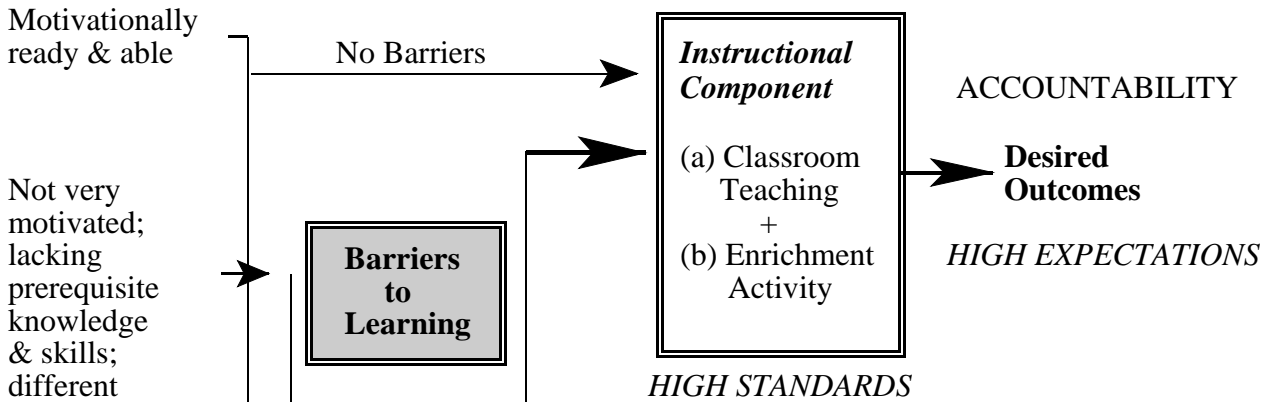 Motivationally
ready & able
No Barriers
Not very
motivated;
lacking
prerequisite
knowledge
& skills;
different
Barriers
to
Learning
Instructional
Component
(a) Classroom
Teaching
+
(b) Enrichment
Activity
HIGH STANDARDS
ACCOUNTABILITY
Desired
Outcomes
HIGH EXPECTATIONS